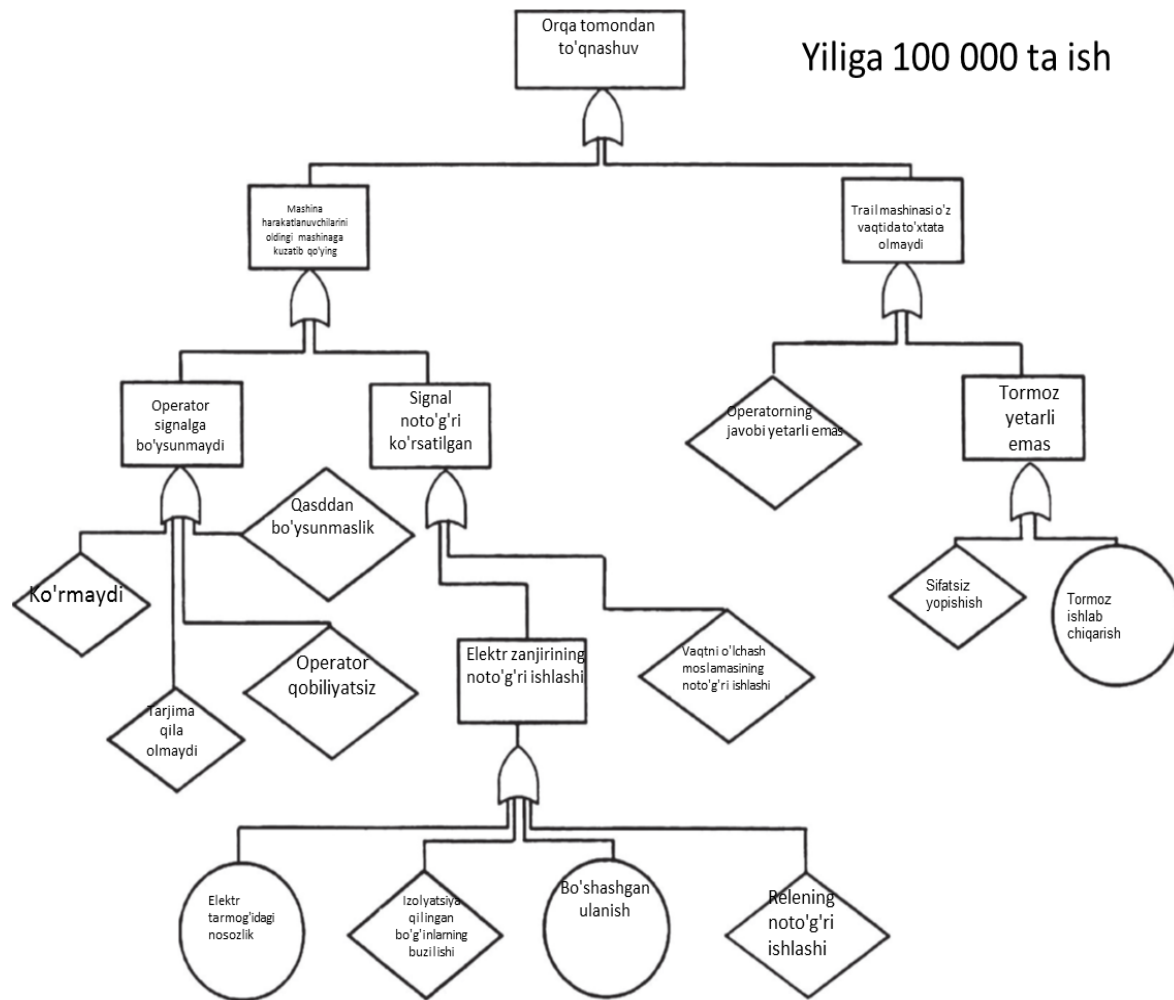 Orqa tomondan
to'qnashuv
Yiliga 100 000 ta ish
Mashina
harakatlanuvchilarini
oldingi mashinaga
kuzatib qo'ying
Trail mashinasi o'z
vaqtida to'xtata
olmaydi
Operator
signalga
bo'ysunmaydi
Signal
noto'g'ri
ko'rsatilgan
Operatorning
javobi yetarli emas
Tormoz
yetarli
emas
Qasddan
bo'ysunmaslik
Ko'rmaydi
Sifatsiz
yopishish
Tormoz
ishlab
chiqarish
Operator
qobiliyatsiz
Elektr zanjirining
noto'g'ri ishlashi
Vaqtni o'lchash
moslamasining
noto'g'ri ishlashi
Tarjima
qila
olmaydi
Elektr
tarmog'idagi
nosozlik
Izolyatsiya
qilingan
bo'g'inlarning
buzilishi
Bo'shashgan
ulanish
Relening
noto'g'ri
ishlashi